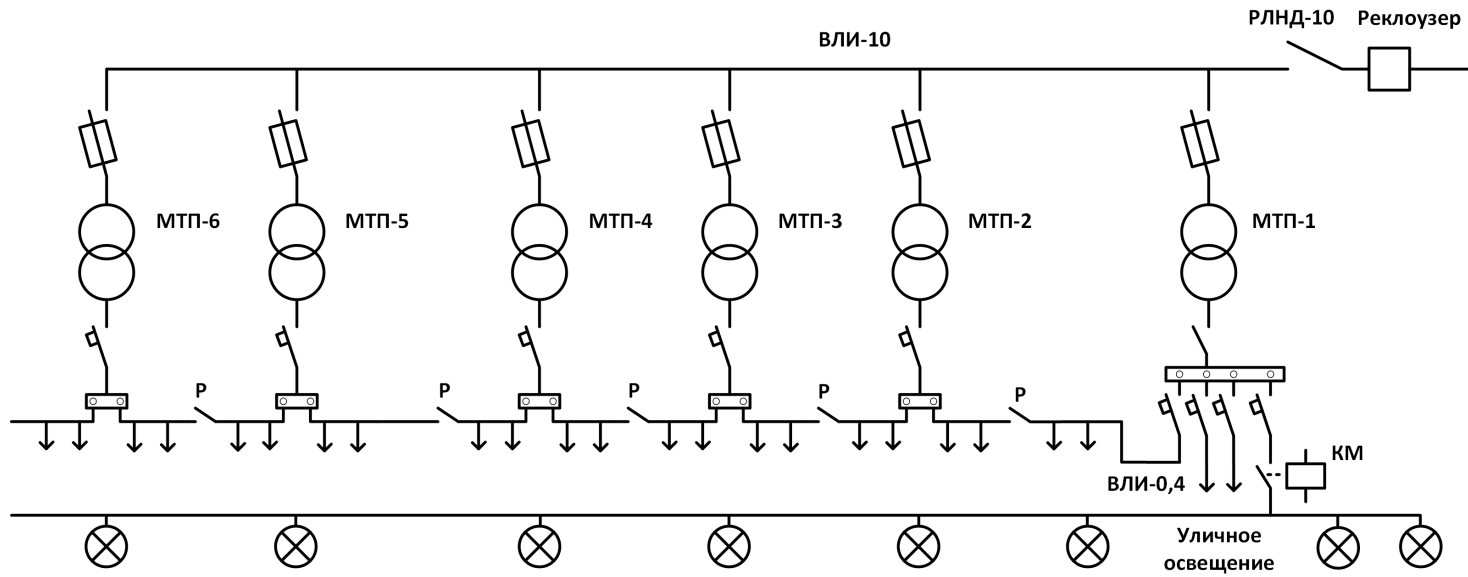 РЛНД-10 Реклоузер
ВЛИ-10
МТП-6 МТП-5 МТП-4 МТП-3 МТП-2 МТП-1
Р Р Р Р Р
КМ
ВЛИ-0,4
Уличное
освещение